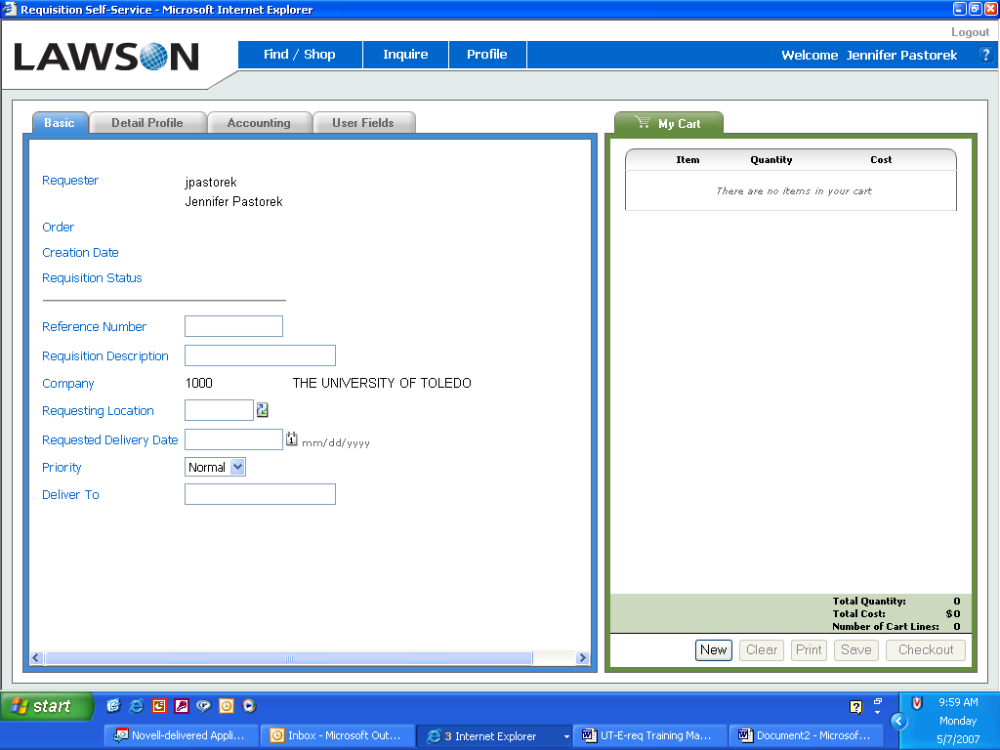 Requisition Self-Service - Microsoft Internet Explorer
Logout
LAWSON
Find / Shop Inquire Profile Welcome Jennifer Pastorek ?
Basic Detail Profile Accounting User Fields
My Cart
Item Quantity Cost
There are no items in your cart
Requester jpastorek
Jennifer Pastorek
Order
Creation Date
Requisition Status
Reference Number
Requisition Description
Company 1000 THE UNIVERSITY OF TOLEDO
Requesting Location
Requested Delivery Date mm/dd/yyyy
Priority Normal
Deliver To
Total Quantity: 0
Total Cost: $0
Number of Cart Lines: 0
New Clear Print Save Checkout
start
9:59 AM
Monday
5/7/2007
Novell-delivered Appli... Inbox - Microsoft Out... 3 Internet Explorer UT-E-req Training Ma... Document2 - Microsof...